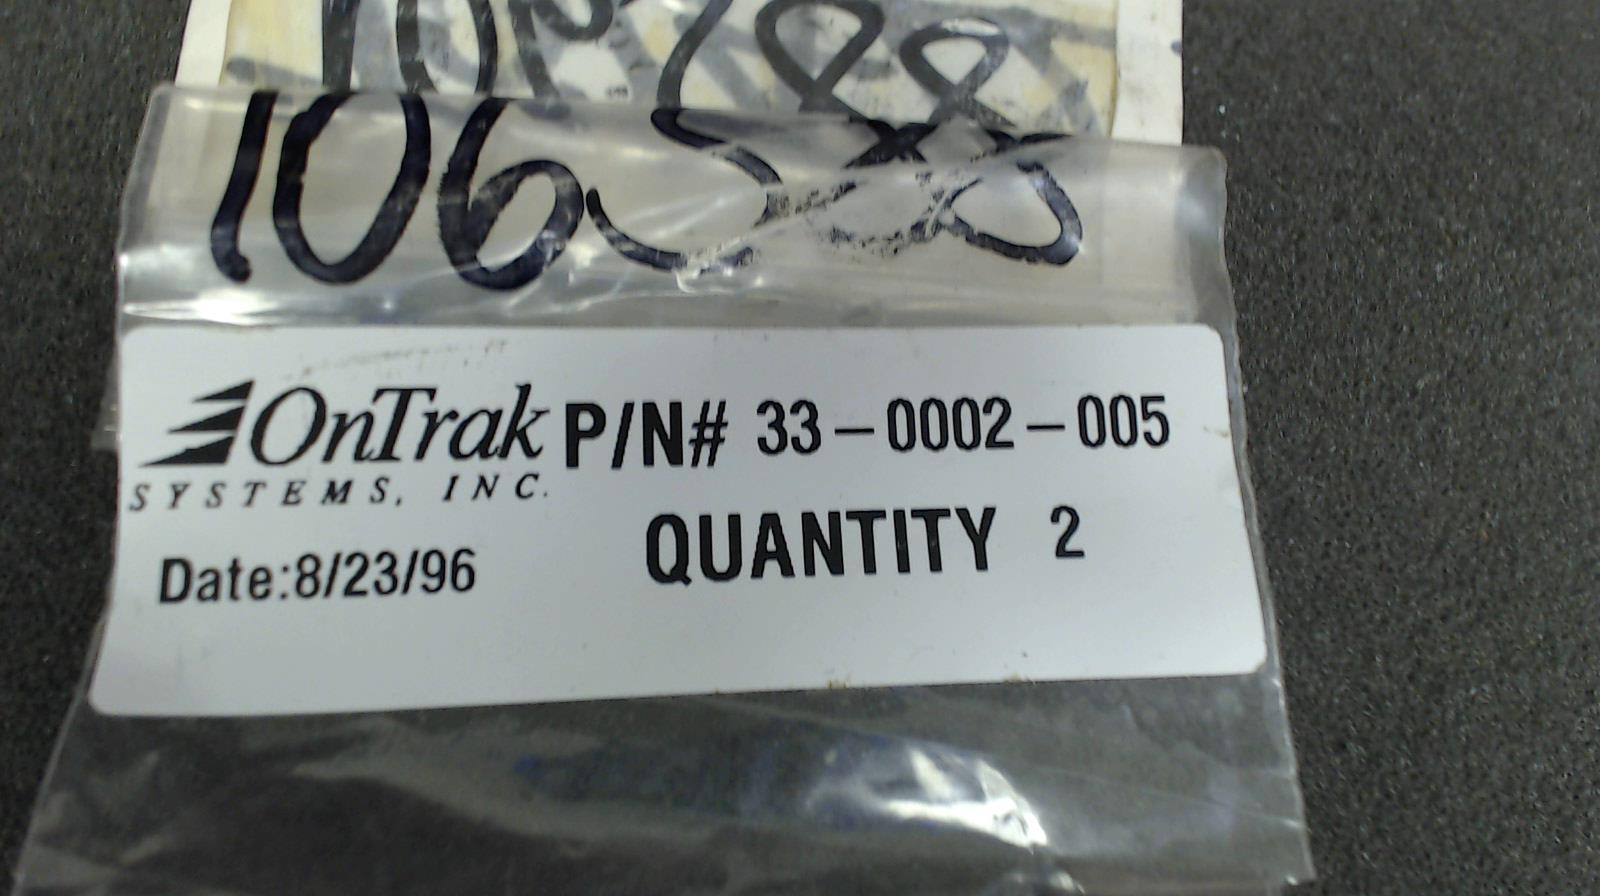 106588
OnTrak
SYSTEMS, INC.
P/N# 33-0002-005
QUANTITY 2
Date:8/23/96